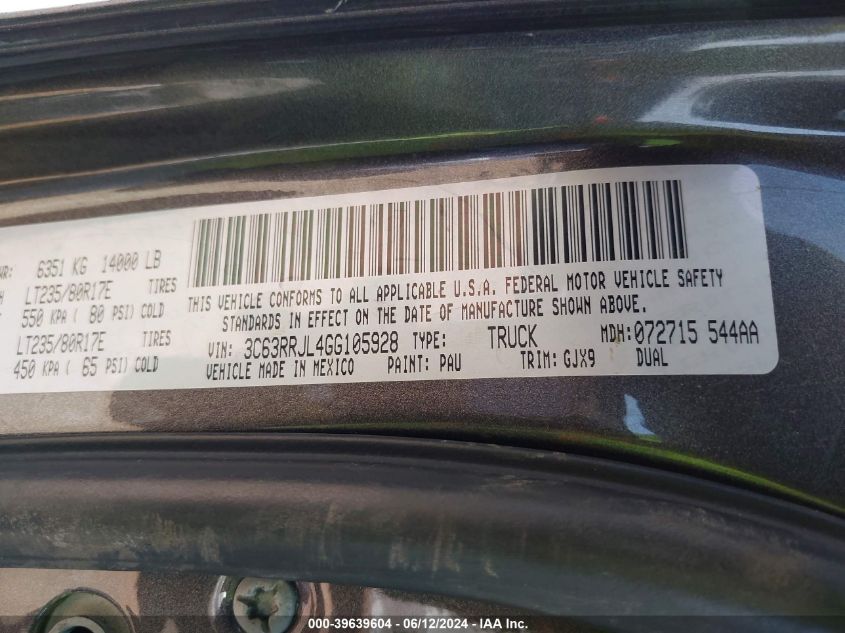 WR: 6351 KG 14000 LB
LT235/80R17E TIRES
550 KPA ( 80 PSI) COLD
LT235/80R17E TIRES
450 KPA ( 65 PSI) COLD
THIS VEHICLE CONFORMS TO ALL APPLICABLE U.S.A. FEDERAL MOTOR VEHICLE SAFETY
STANDARDS IN EFFECT ON THE DATE OF MANUFACTURE SHOWN ABOVE.
VIN: 3C63RRJL4GG105928 TYPE: TRUCK MDH: 072715 544AA
VEHICLE MADE IN MEXICO PAINT: PAU TRIM: GJX9 DUAL
000-39639604 - 06/12/2024 - IAA Inc.